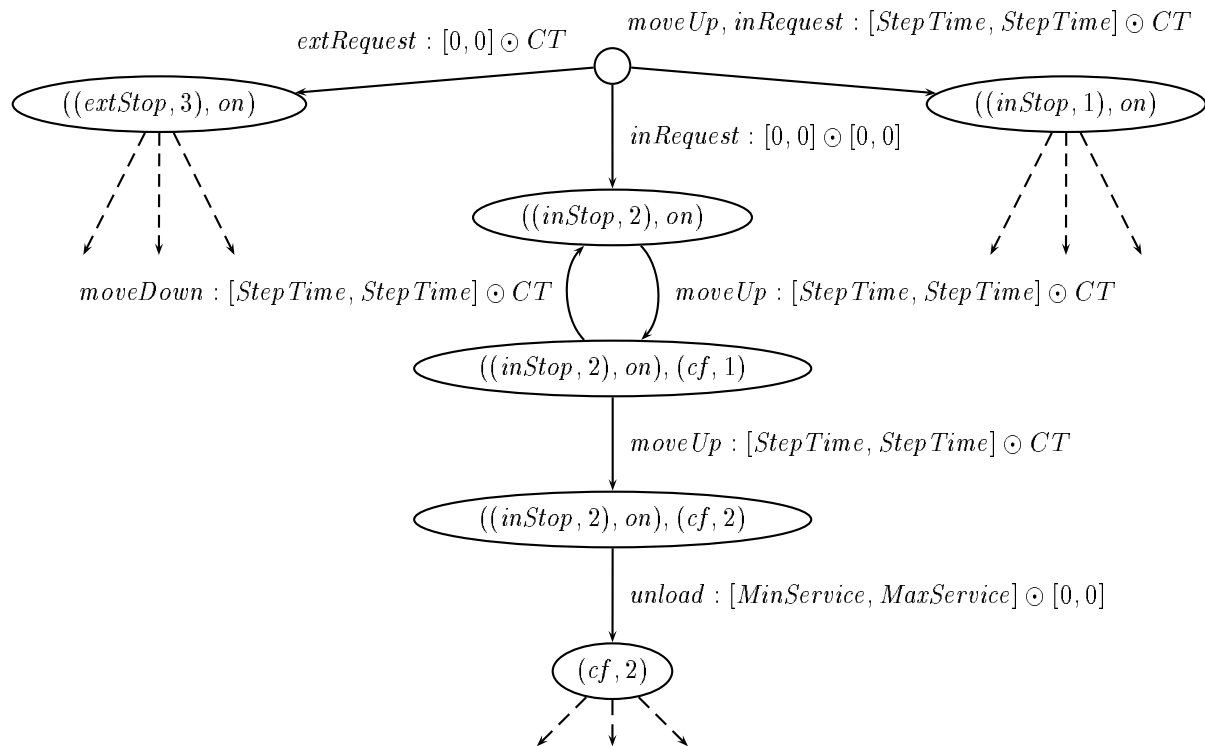 moveUp, inRequest : [StepTime, StepTime] ⊙ CT
extRequest : [0, 0] ⊙ CT
((extStop, 3), on)
((inStop, 1), on)
inRequest : [0, 0] ⊙ [0, 0]
((inStop, 2), on)
moveDown : [StepTime, StepTime] ⊙ CT
moveUp : [StepTime, StepTime] ⊙ CT
((inStop, 2), on), (cf, 1)
moveUp : [StepTime, StepTime] ⊙ CT
((inStop, 2), on), (cf, 2)
unload : [MinService, MaxService] ⊙ [0, 0]
(cf, 2)